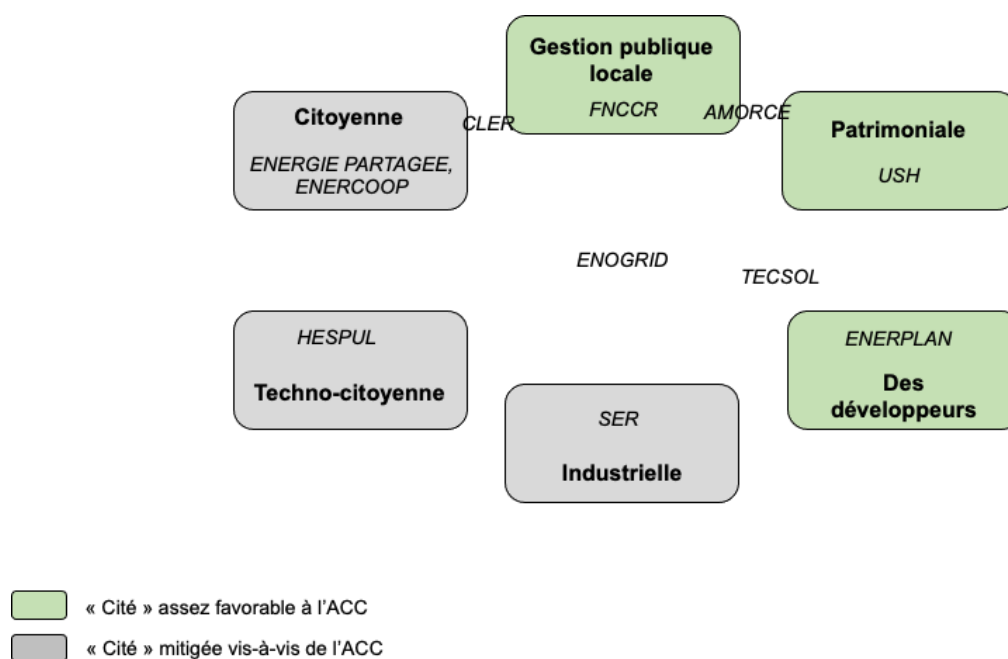 Gestion publique
locale
FNCCR
CLER
AMORCE
Citoyenne
ENERGIE PARTAGEE,
ENERCOOP
Patrimoniale
USH
ENOGRID
TECSOL
HESPUL
Techno-citoyenne
ENERPLAN
Des
développeurs
SER
Industrielle
« Cité » assez favorable à l’ACC
« Cité » mitigée vis-à-vis de l’ACC